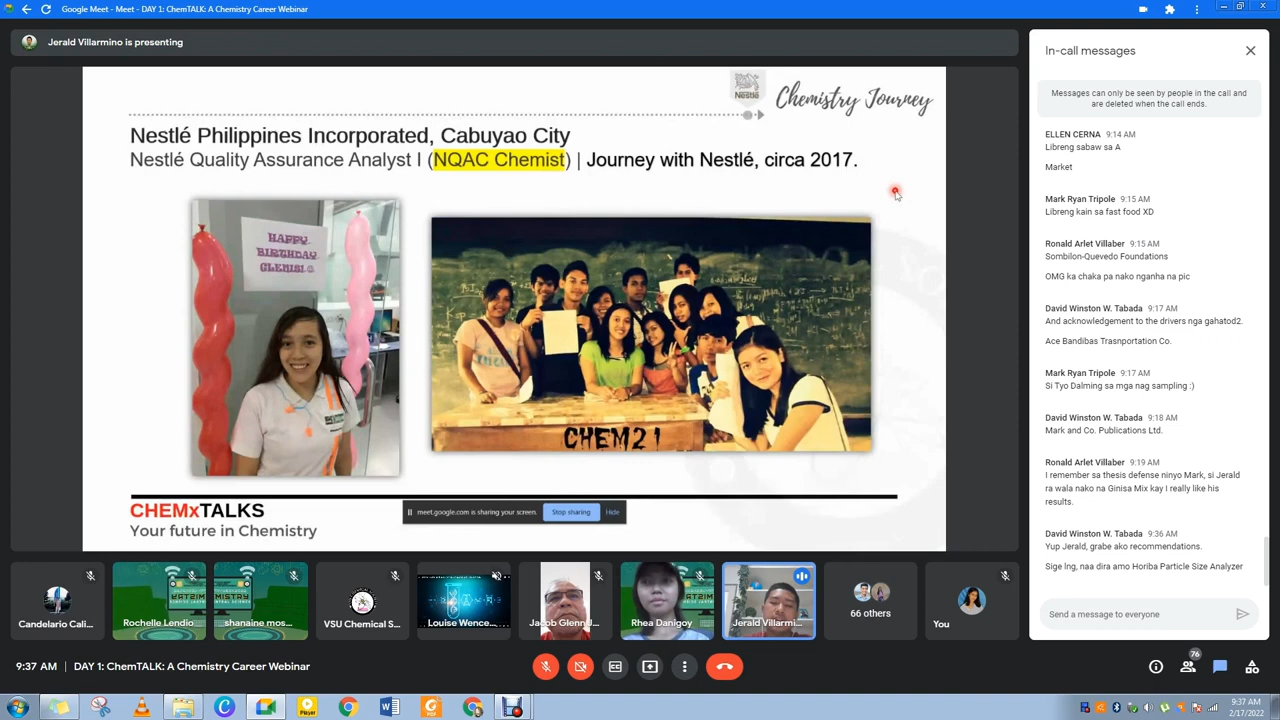 Google Meet - Meet - DAY 1: ChemTALK: A Chemistry Career Webinar
Jerald Villarmino is presenting
Nestlé
Chemistry Journey
Nestlé Philippines Incorporated, Cabuyao City
Nestlé Quality Assurance Analyst I (NQAC Chemist) | Journey with Nestlé, circa 2017.
HAPPY
BIRTHDAY
CHEM21
CHEMxTALKS
Your future in Chemistry
meet.google.com is sharing your screen.
Stop sharing
Hide
In-call messages
Messages can only be seen by people in the call and
are deleted when the call ends.
ELLEN CERNA 9:14 AM
Libreng sabaw sa A
Market
Mark Ryan Tripole 9:15 AM
Libreng kain sa fast food XD
Ronald Arlet Villaber 9:15 AM
Sombilon-Quevedo Foundations
OMG ka chaka pa nako nganha na pic
David Winston W. Tabada 9:17 AM
And acknowledgement to the drivers nga gahatod2.
Ace Bandibas Trasnportation Co.
Mark Ryan Tripole 9:17 AM
Si Tyo Dalming sa mga nag sampling :)
David Winston W. Tabada 9:18 AM
Mark and Co. Publications Ltd.
Ronald Arlet Villaber 9:19 AM
I remember sa thesis defense ninyo Mark, si Jerald
ra wala nako na Ginisa Mix kay I really like his
results.
David Winston W. Tabada 9:36 AM
Yup Jerald, grabe ako recommendations.
Sige lng, naa dira amo Horiba Particle Size Analyzer
Send a message to everyone
Candelario Cali...
Rochelle Lendio
shanaine mos...
VSU Chemical S...
Louise Wence...
Jacob Glenn J...
Rhea Danigoy
Jerald Villarmi...
66 others
You
9:37 AM | DAY 1: ChemTALK: A Chemistry Career Webinar
76
9:37 AM
2/17/2022